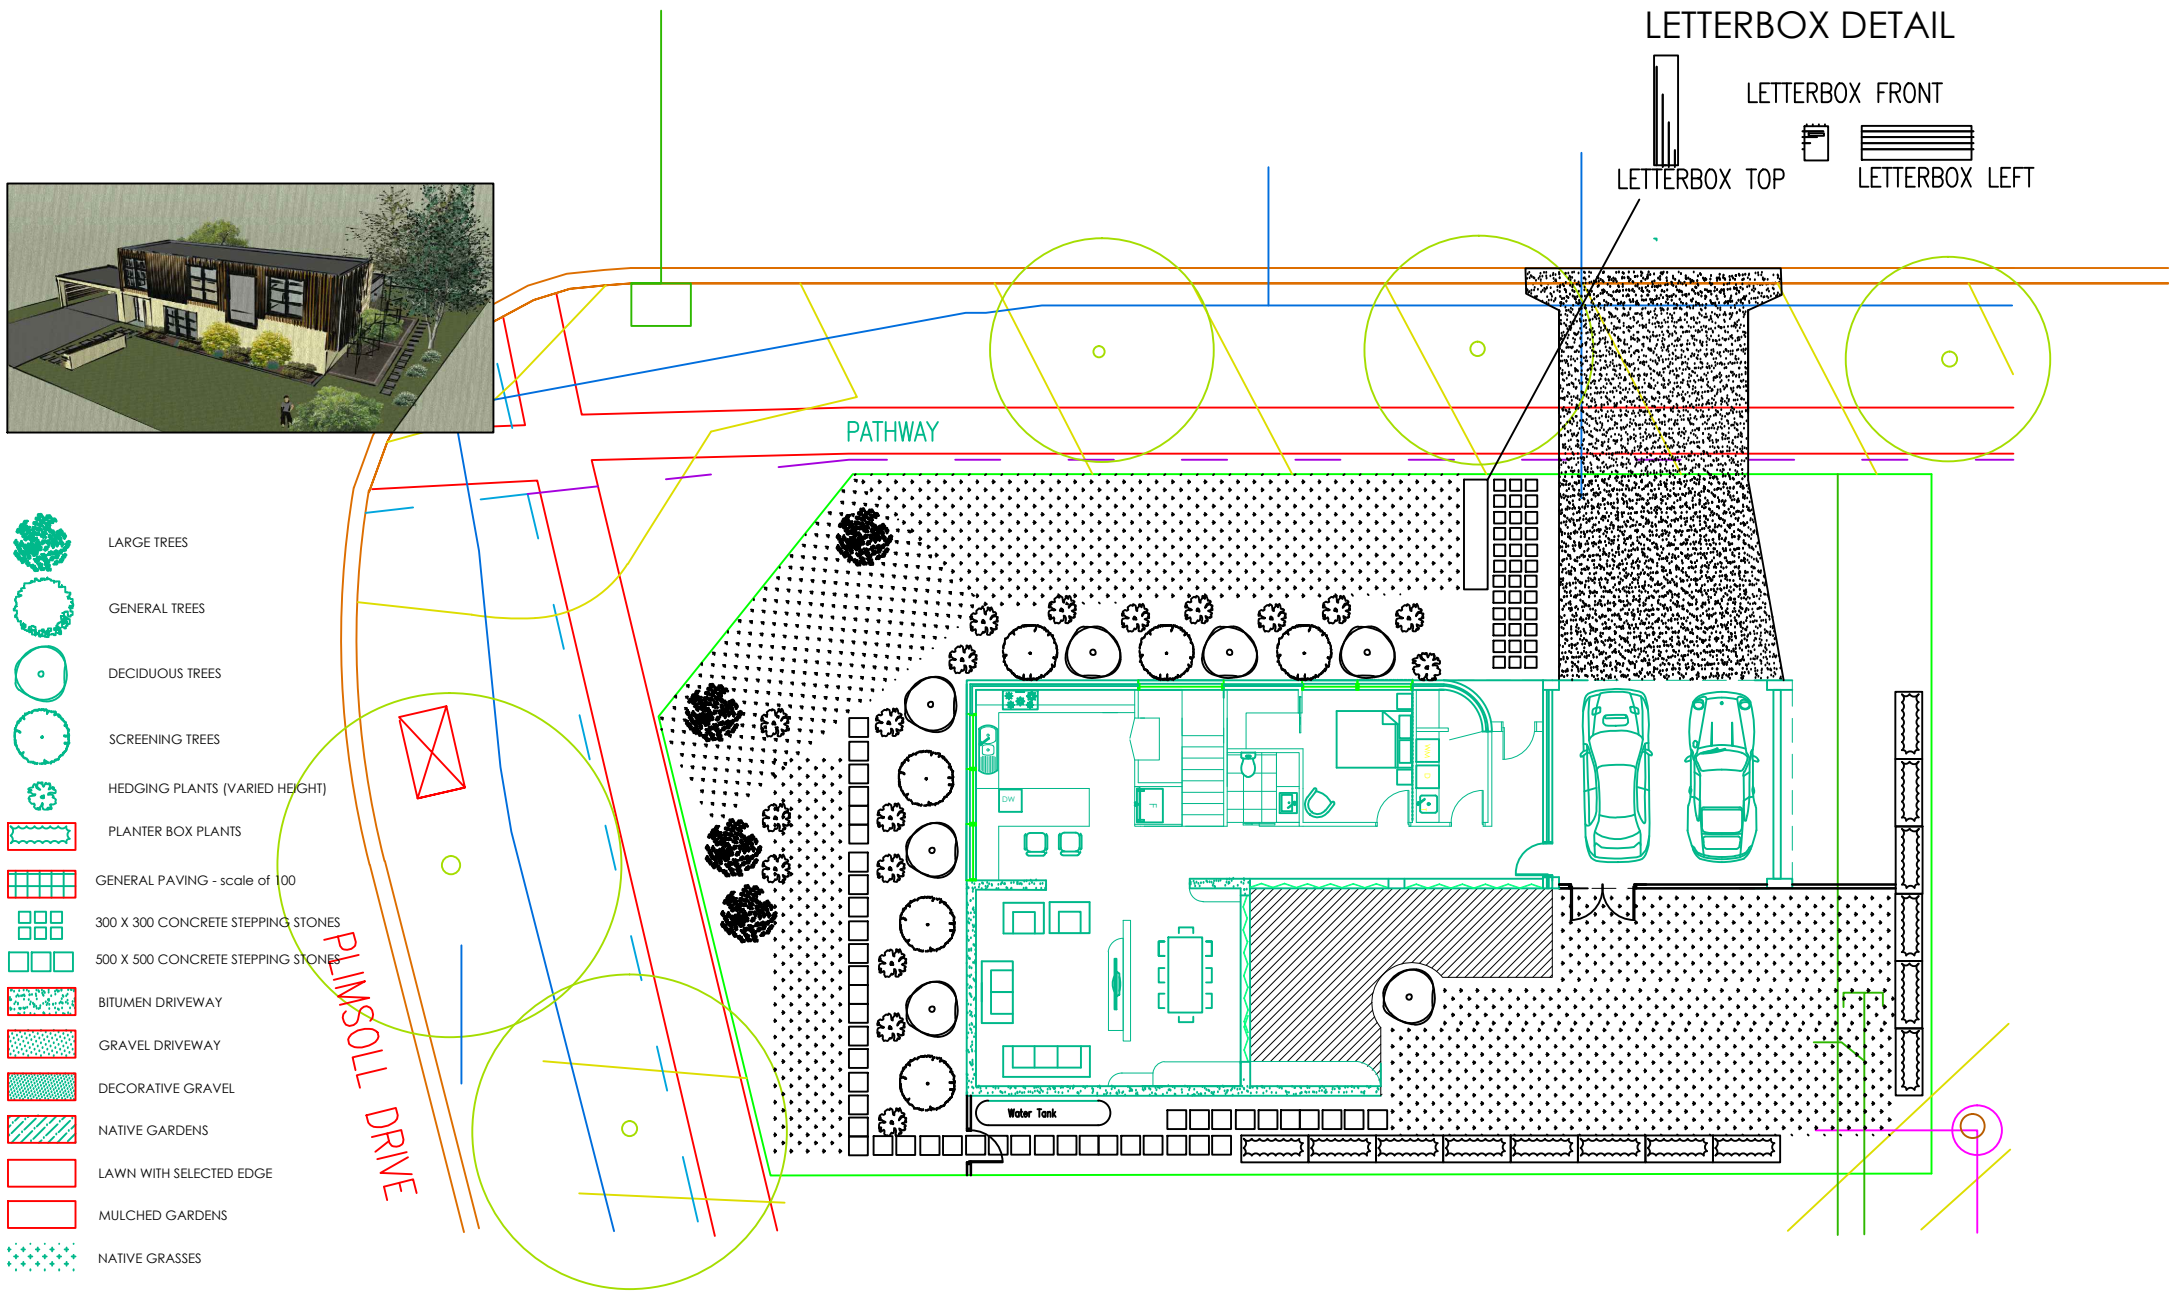 LETTERBOX DETAIL
LETTERBOX FRONT
LETTERBOX TOP
LETTERBOX LEFT
PATHWAY
LARGE TREES
GENERAL TREES
DECIDUOUS TREES
SCREENING TREES
HEDGING PLANTS (VARIED HEIGHT)
PLANTER BOX PLANTS
GENERAL PAVING - scale of 100
300 X 300 CONCRETE STEPPING STONES
500 X 500 CONCRETE STEPPING STONES
BITUMEN DRIVEWAY
GRAVEL DRIVEWAY
DECORATIVE GRAVEL
NATIVE GARDENS
LAWN WITH SELECTED EDGE
MULCHED GARDENS
NATIVE GRASSES
PLIMSOLL DRIVE
DW
F
Water Tank